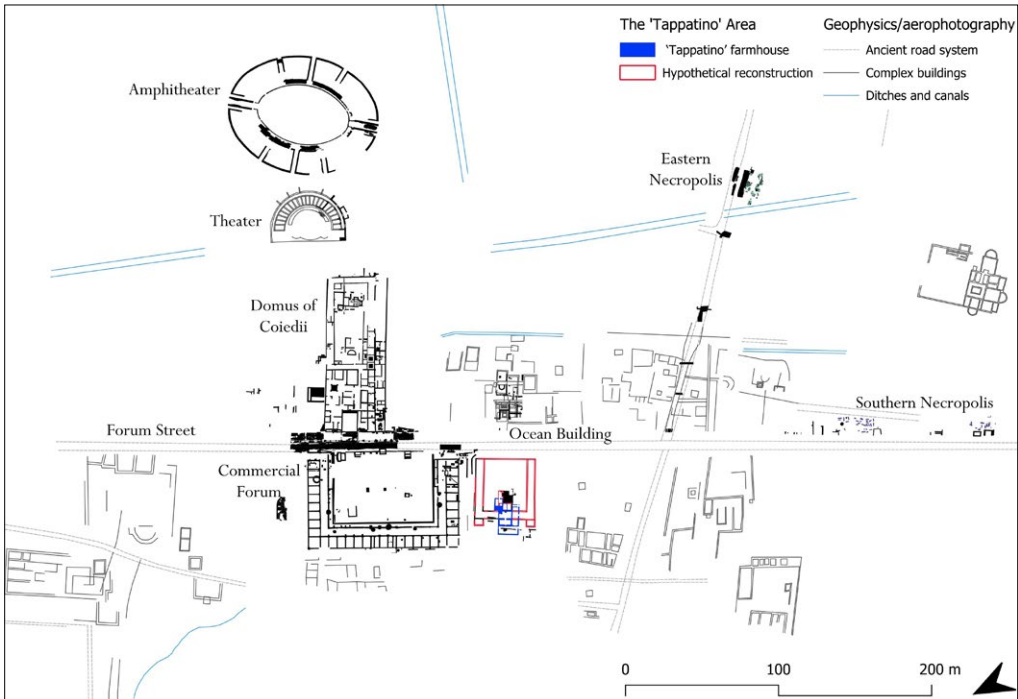 The 'Tappatino' Area
'Tappatino' farmhouse
Hypothetical reconstruction
Geophysics/aerophotography
Ancient road system
Complex buildings
Ditches and canals
Amphitheater
Theater
Eastern
Necropolis
Domus of
Coiedii
Southern Necropolis
Forum Street
Ocean Building
Commercial
Forum
0 100 200 m